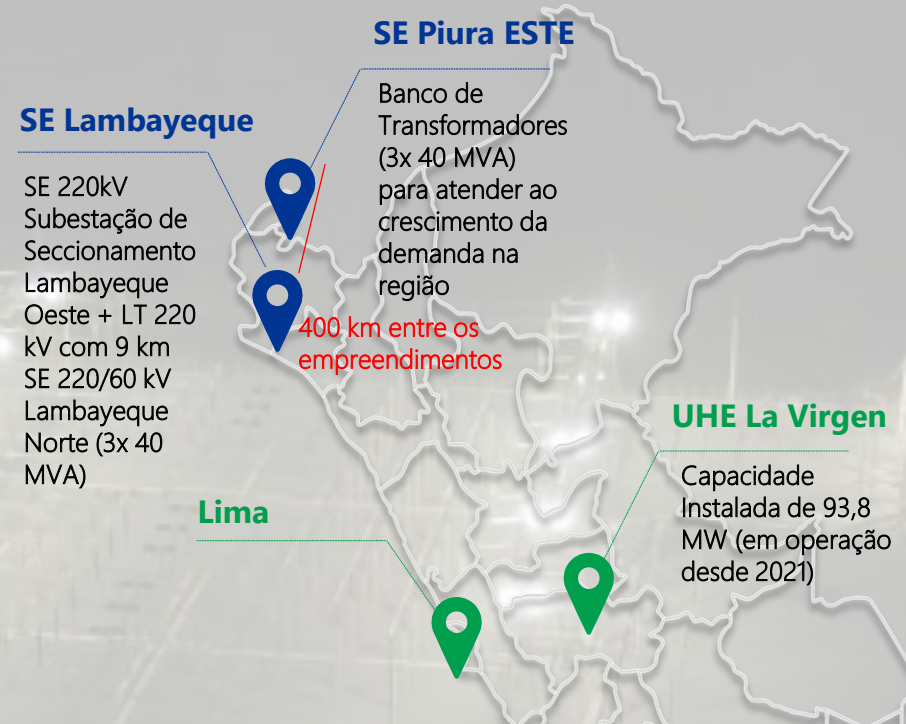 SE Piura ESTE
Banco de
Transformadores
(3x 40 MVA)
para atender ao
crescimento da
demanda na
região
SE Lambayeque
SE 220kV
Subestação de
Seccionamento
Lambayeque
Oeste + LT 220
kV com 9 km
SE 220/60 kV
Lambayeque
Norte (3x 40
MVA)
400 km entre os
empreendimentos
UHE La Virgen
Capacidade
Instalada de 93,8
MW (em operação
desde 2021)
Lima